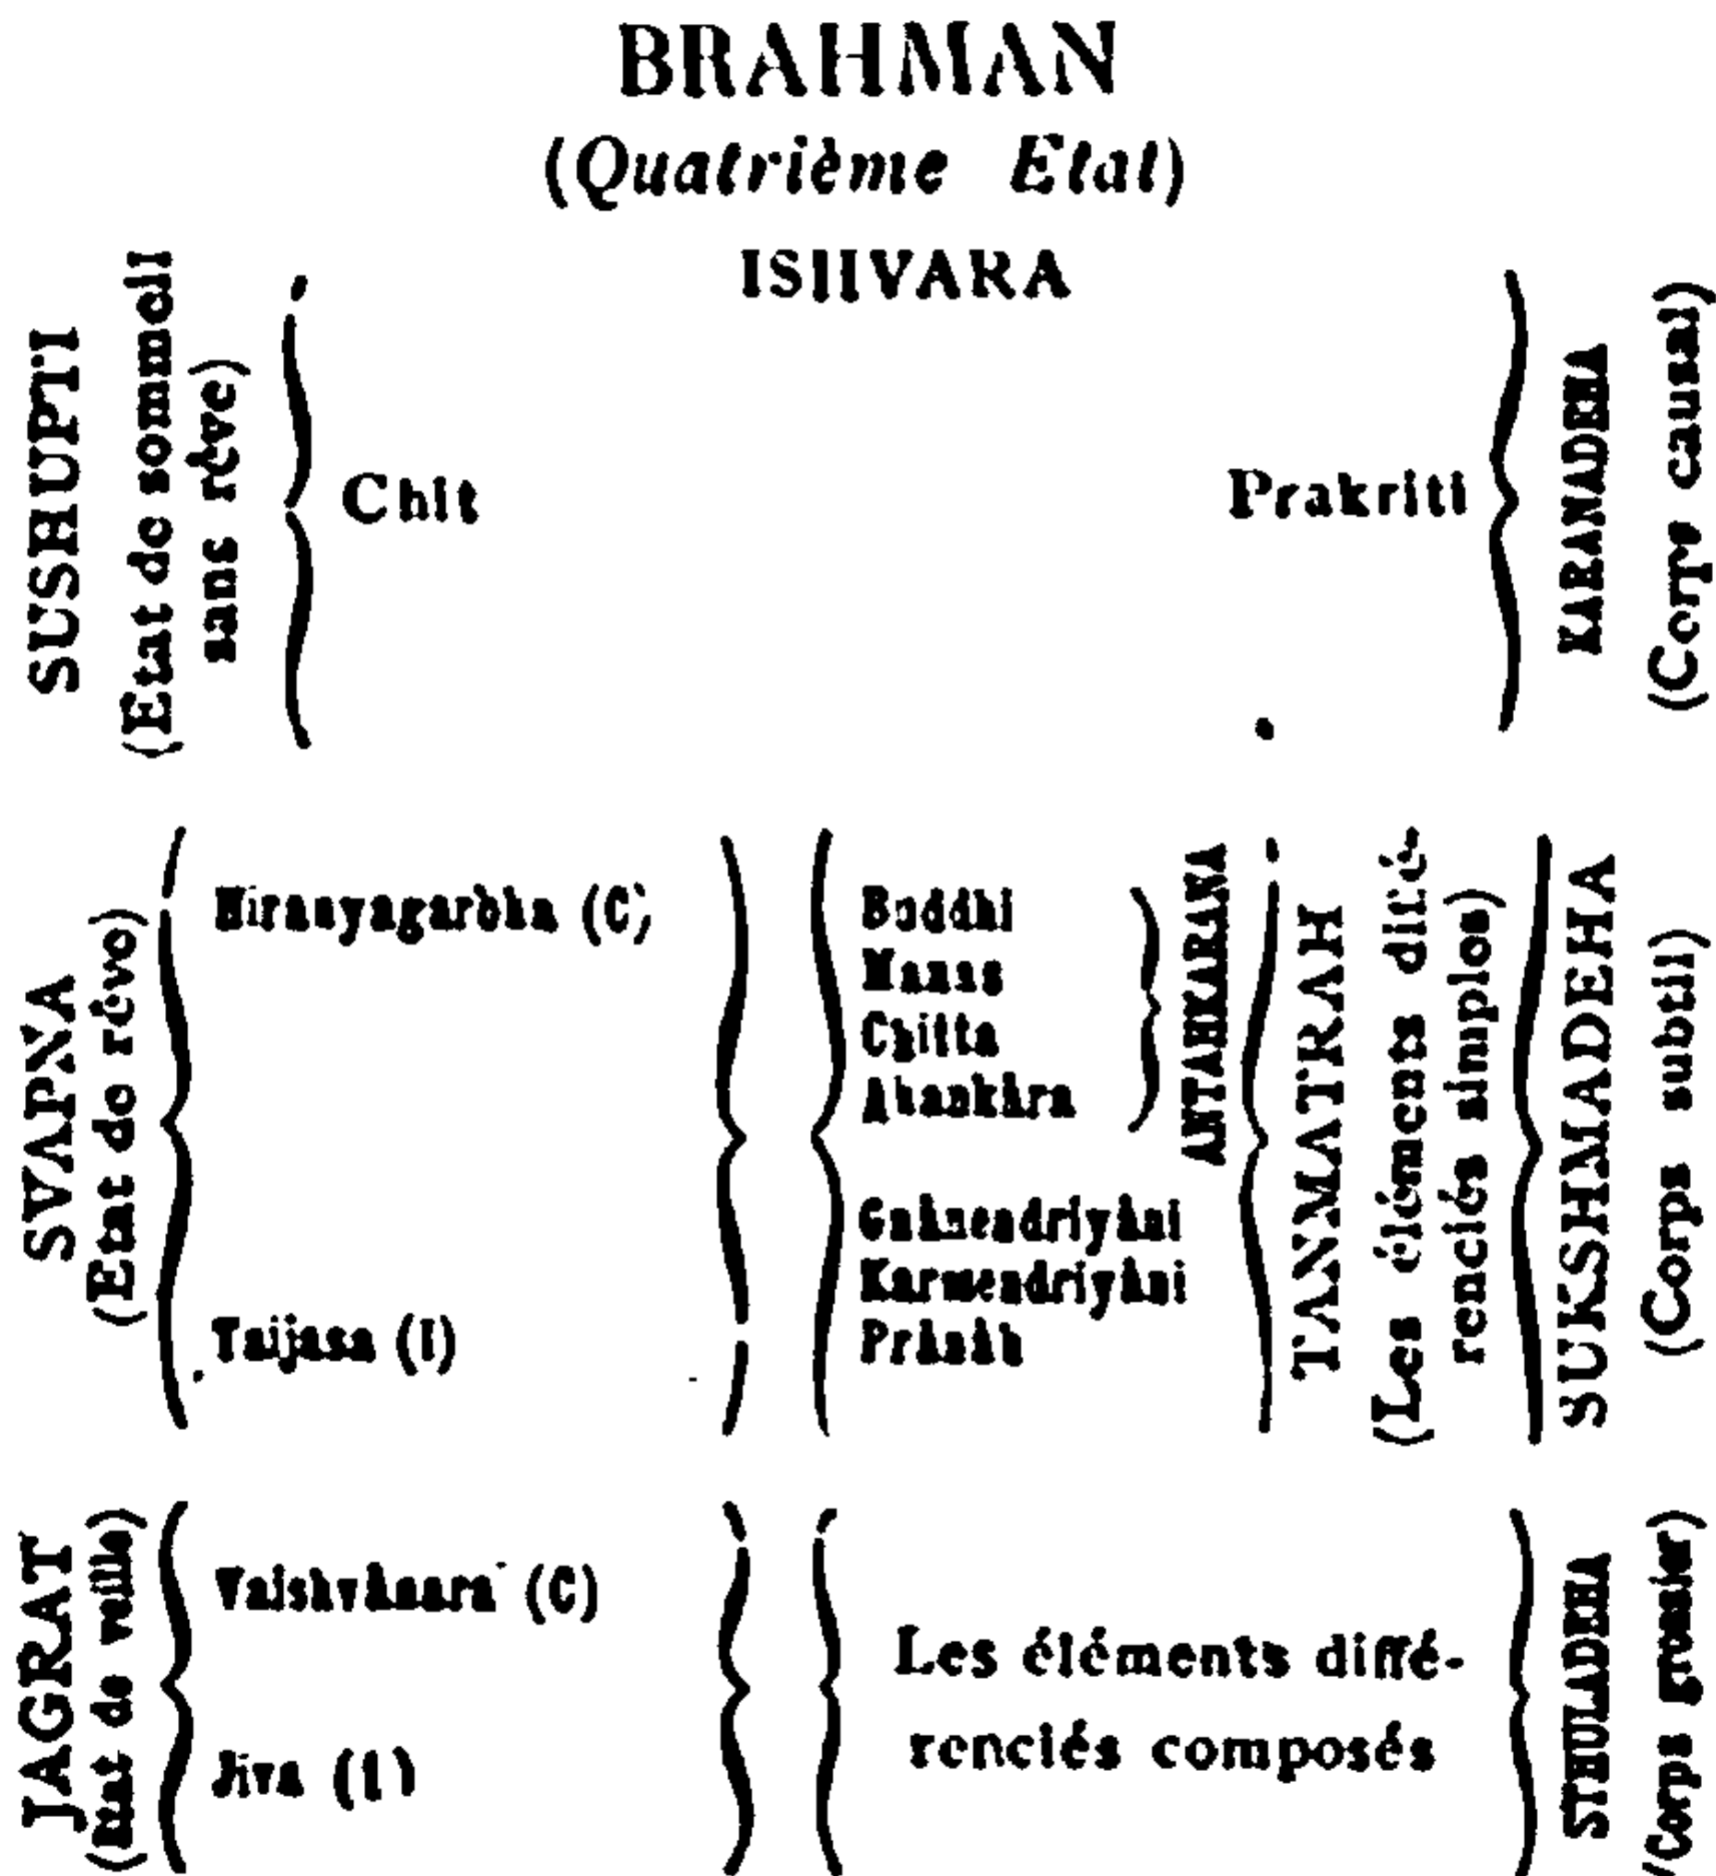 BRAHMAN
(Quatrième Etat)
ISHVARA
SUSHUPTI
(Etat de sommeil
sans rêve)
Chit
Prakriti
KARANADEHA
(Corps causal)
SVAPNA
(Etat de rêve)
Hiranyagarbha (C)
Taijasa (I)
Buddhi
Manas
Chitta
Ahankâra
ANTAHKARANA
Gnânendriyâni
Karmendriyâni
Prânâh
TANMATRAH
(Les éléments diffé-
renciés simples)
SUKSHMADEHA
(Corps subtil)
JAGRAT
(Etat de veille)
Vaishvânara (C)
Jiva (I)
Les éléments diffé-
renciés composés
STHULADEHA
(Corps grossier)